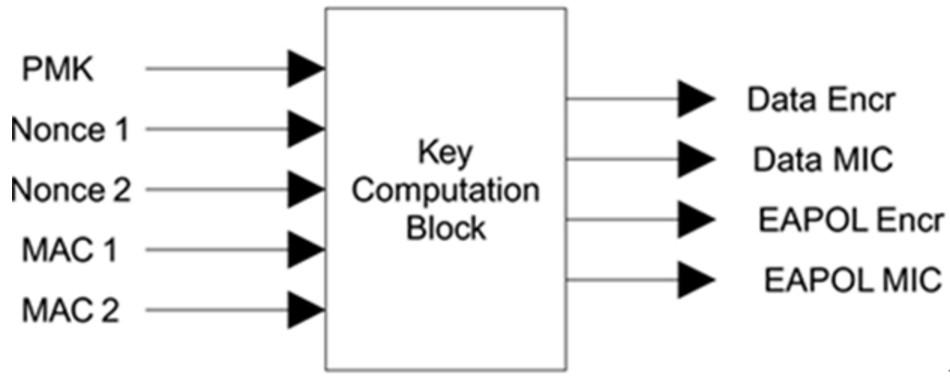 PMK
Nonce 1
Nonce 2
MAC 1
MAC 2
Key
Computation
Block
Data Encr
Data MIC
EAPOL Encr
EAPOL MIC